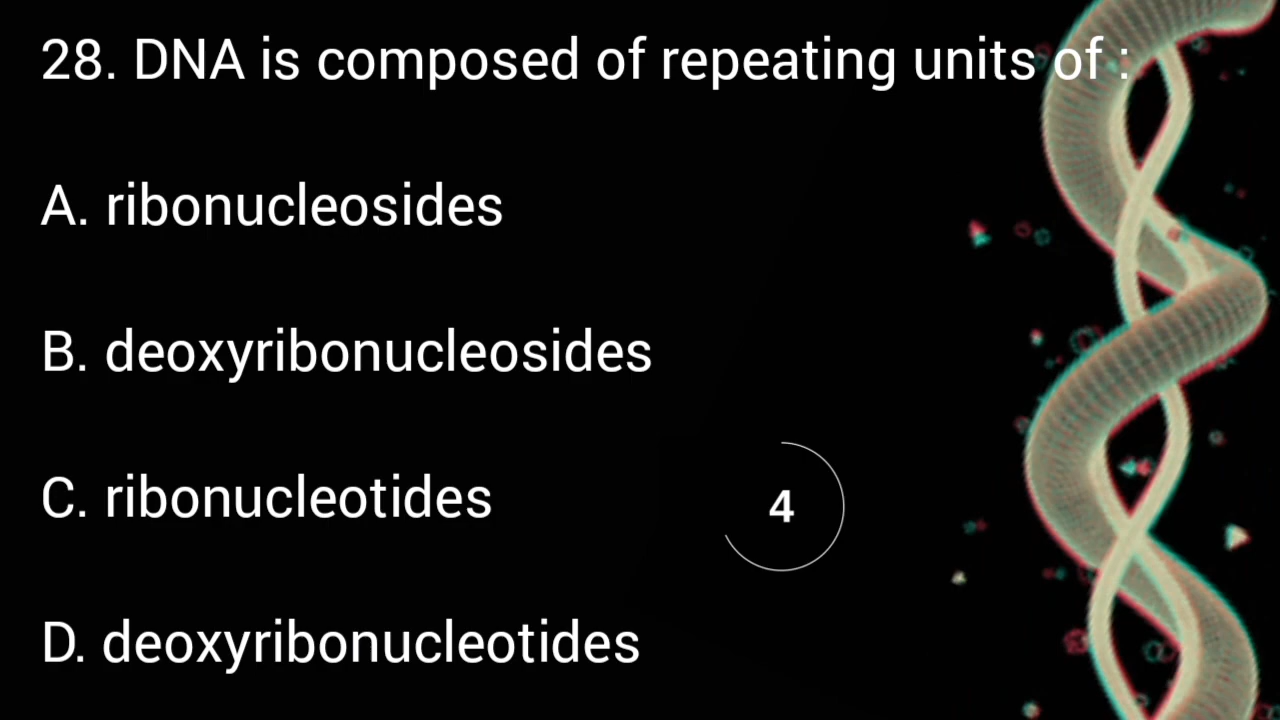 28. DNA is composed of repeating units of :
A. ribonucleosides
B. deoxyribonucleosides
C. ribonucleotides
4
D. deoxyribonucleotides